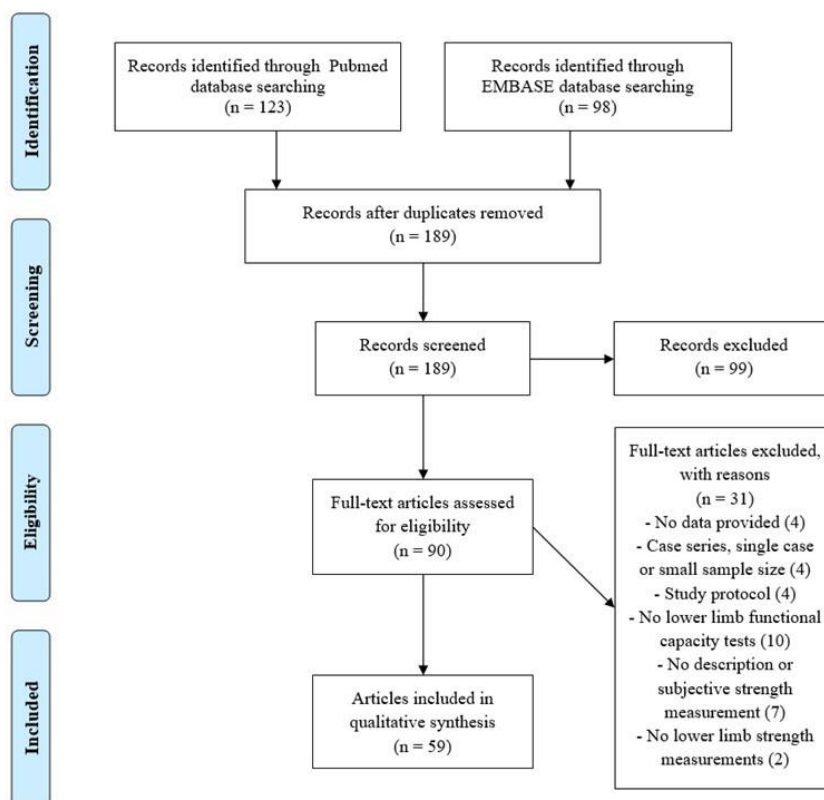 Identification
Records identified through Pubmed
database searching
(n = 123)
Records identified through
EMBASE database searching
(n = 98)
Records after duplicates removed
(n = 189)
Screening
Records screened
(n = 189)
Records excluded
(n = 99)
Eligibility
Full-text articles assessed
for eligibility
(n = 90)
Full-text articles excluded,
with reasons
(n = 31)
- No data provided (4)
- Case series, single case
or small sample size (4)
- Study protocol (4)
- No lower limb functional
capacity tests (10)
- No description or
subjective strength
measurement (7)
- No lower limb strength
measurements (2)
Included
Articles included in
qualitative synthesis
(n = 59)